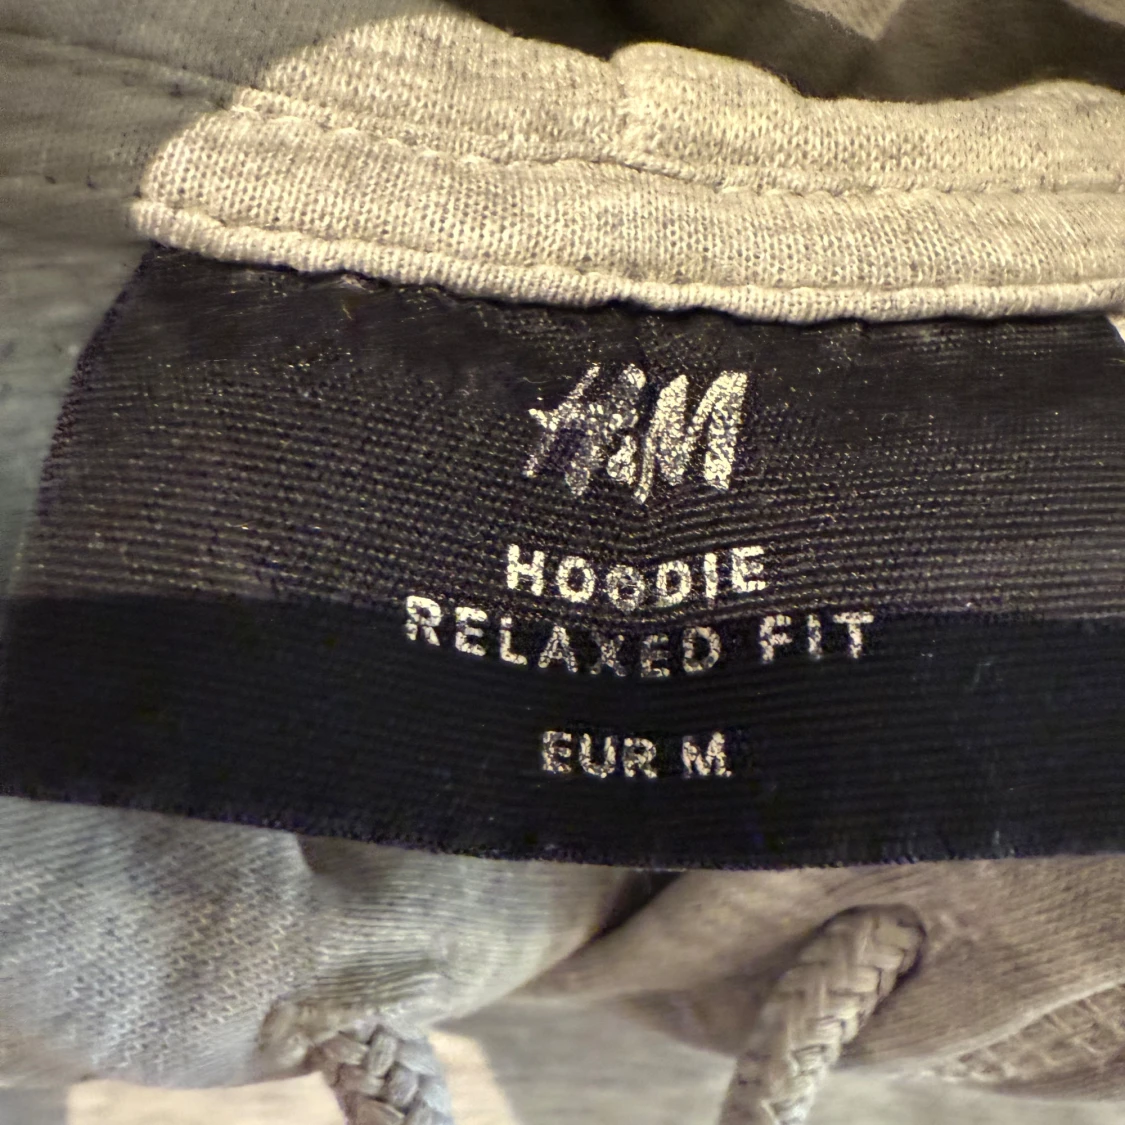 H&M
HOODIE
RELAXED FIT
EUR M